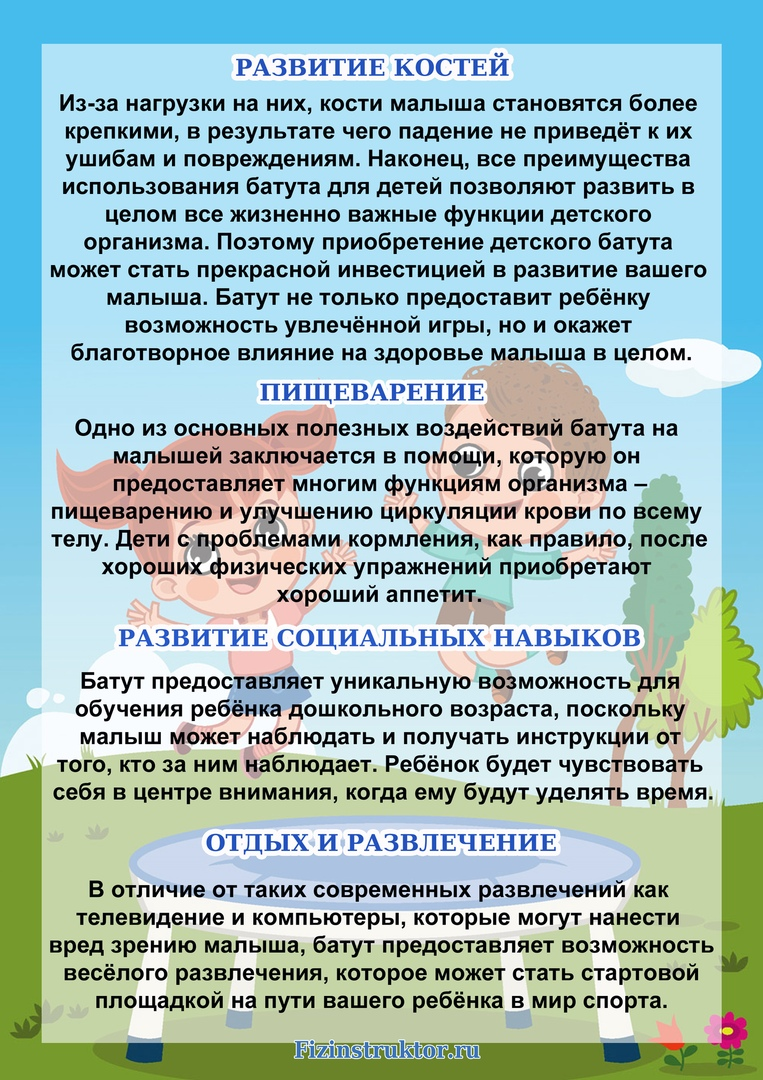 РАЗВИТИЕ КОСТЕЙ
Из-за нагрузки на них, кости малыша становятся более
крепкими, в результате чего падение не приведёт к их
ушибам и повреждениям. Наконец, все преимущества
использования батута для детей позволяют развить в
целом все жизненно важные функции детского
организма. Поэтому приобретение детского батута
может стать прекрасной инвестицией в развитие вашего
малыша. Батут не только предоставит ребёнку
возможность увлечённой игры, но и окажет
благотворное влияние на здоровье малыша в целом.
ПИЩЕВАРЕНИЕ
Одно из основных полезных воздействий батута на
малышей заключается в помощи, которую он
предоставляет многим функциям организма –
пищеварению и улучшению циркуляции крови по всему
телу. Дети с проблемами кормления, как правило, после
хороших физических упражнений приобретают
хороший аппетит.
РАЗВИТИЕ СОЦИАЛЬНЫХ НАВЫКОВ
Батут предоставляет уникальную возможность для
обучения ребёнка дошкольного возраста, поскольку
малыш может наблюдать и получать инструкции от
того, кто за ним наблюдает. Ребёнок будет чувствовать
себя в центре внимания, когда ему будут уделять время.
ОТДЫХ И РАЗВЛЕЧЕНИЕ
В отличие от таких современных развлечений как
телевидение и компьютеры, которые могут нанести
вред зрению малыша, батут предоставляет возможность
весёлого развлечения, которое может стать стартовой
площадкой на пути вашего ребёнка в мир спорта.
Fizinstruktor.ru